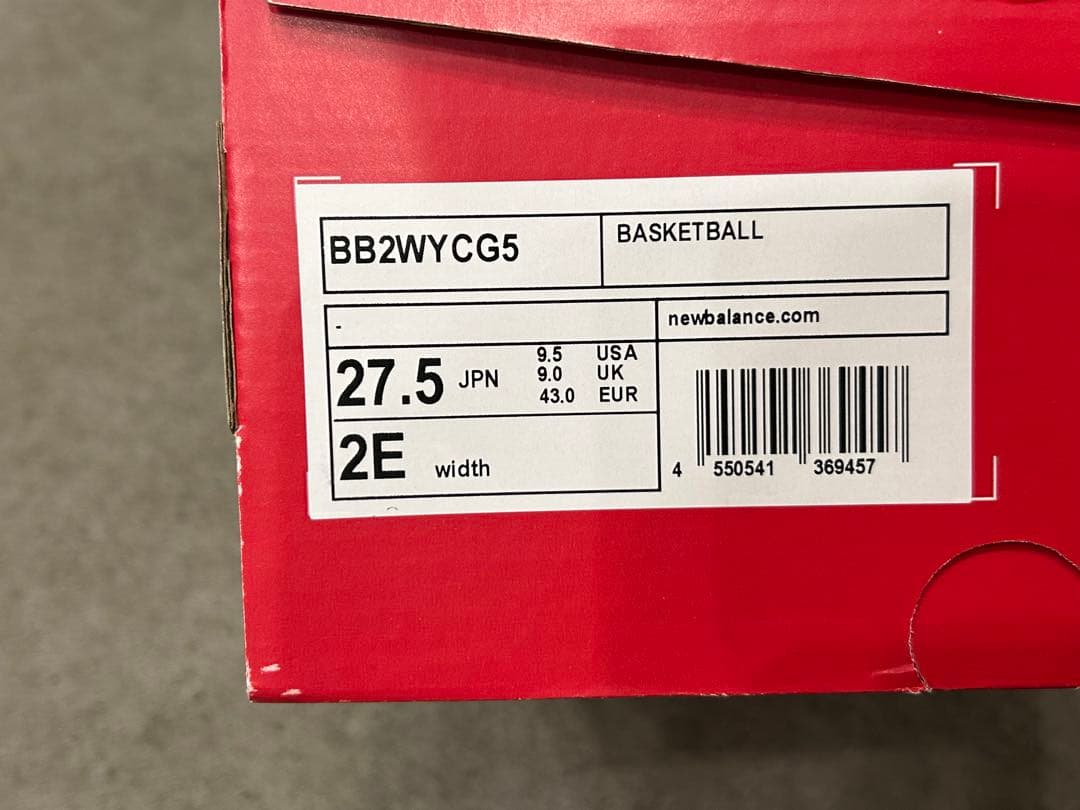 BB2WYCG5
BASKETBALL
-
newbalance.com
27.5 JPN
9.5 USA
9.0 UK
43.0 EUR
2E width
4 550541 369457